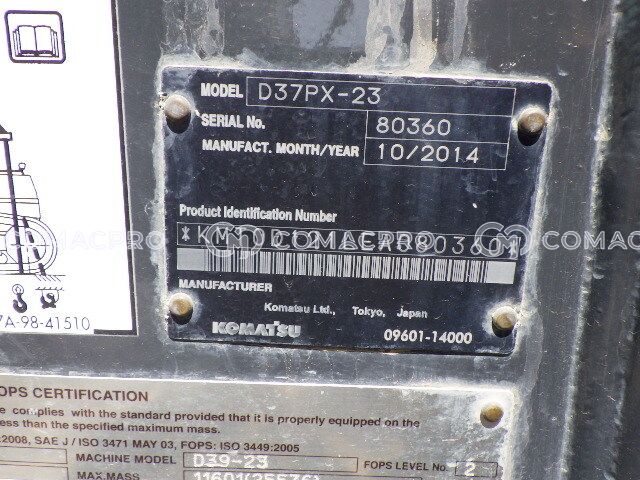 MODEL D37PX-23
SERIAL No. 80360
MANUFACT. MONTH/YEAR 10/2014
Product Identification Number
COMACPRO COMACPRO COMACPRO
MANUFACTURER
Komatsu Ltd., Tokyo, Japan
KOMATSU 09601-14000
7A-98-41510
OPS CERTIFICATION
e complies with the standard provided that it is properly equipped on the
less than the specified maximum mass.
:2008, SAE J / ISO 3471 MAY 03, FOPS: ISO 3449:2005
MACHINE MODEL D39-23 FOPS LEVEL No. 2
MAX.MASS